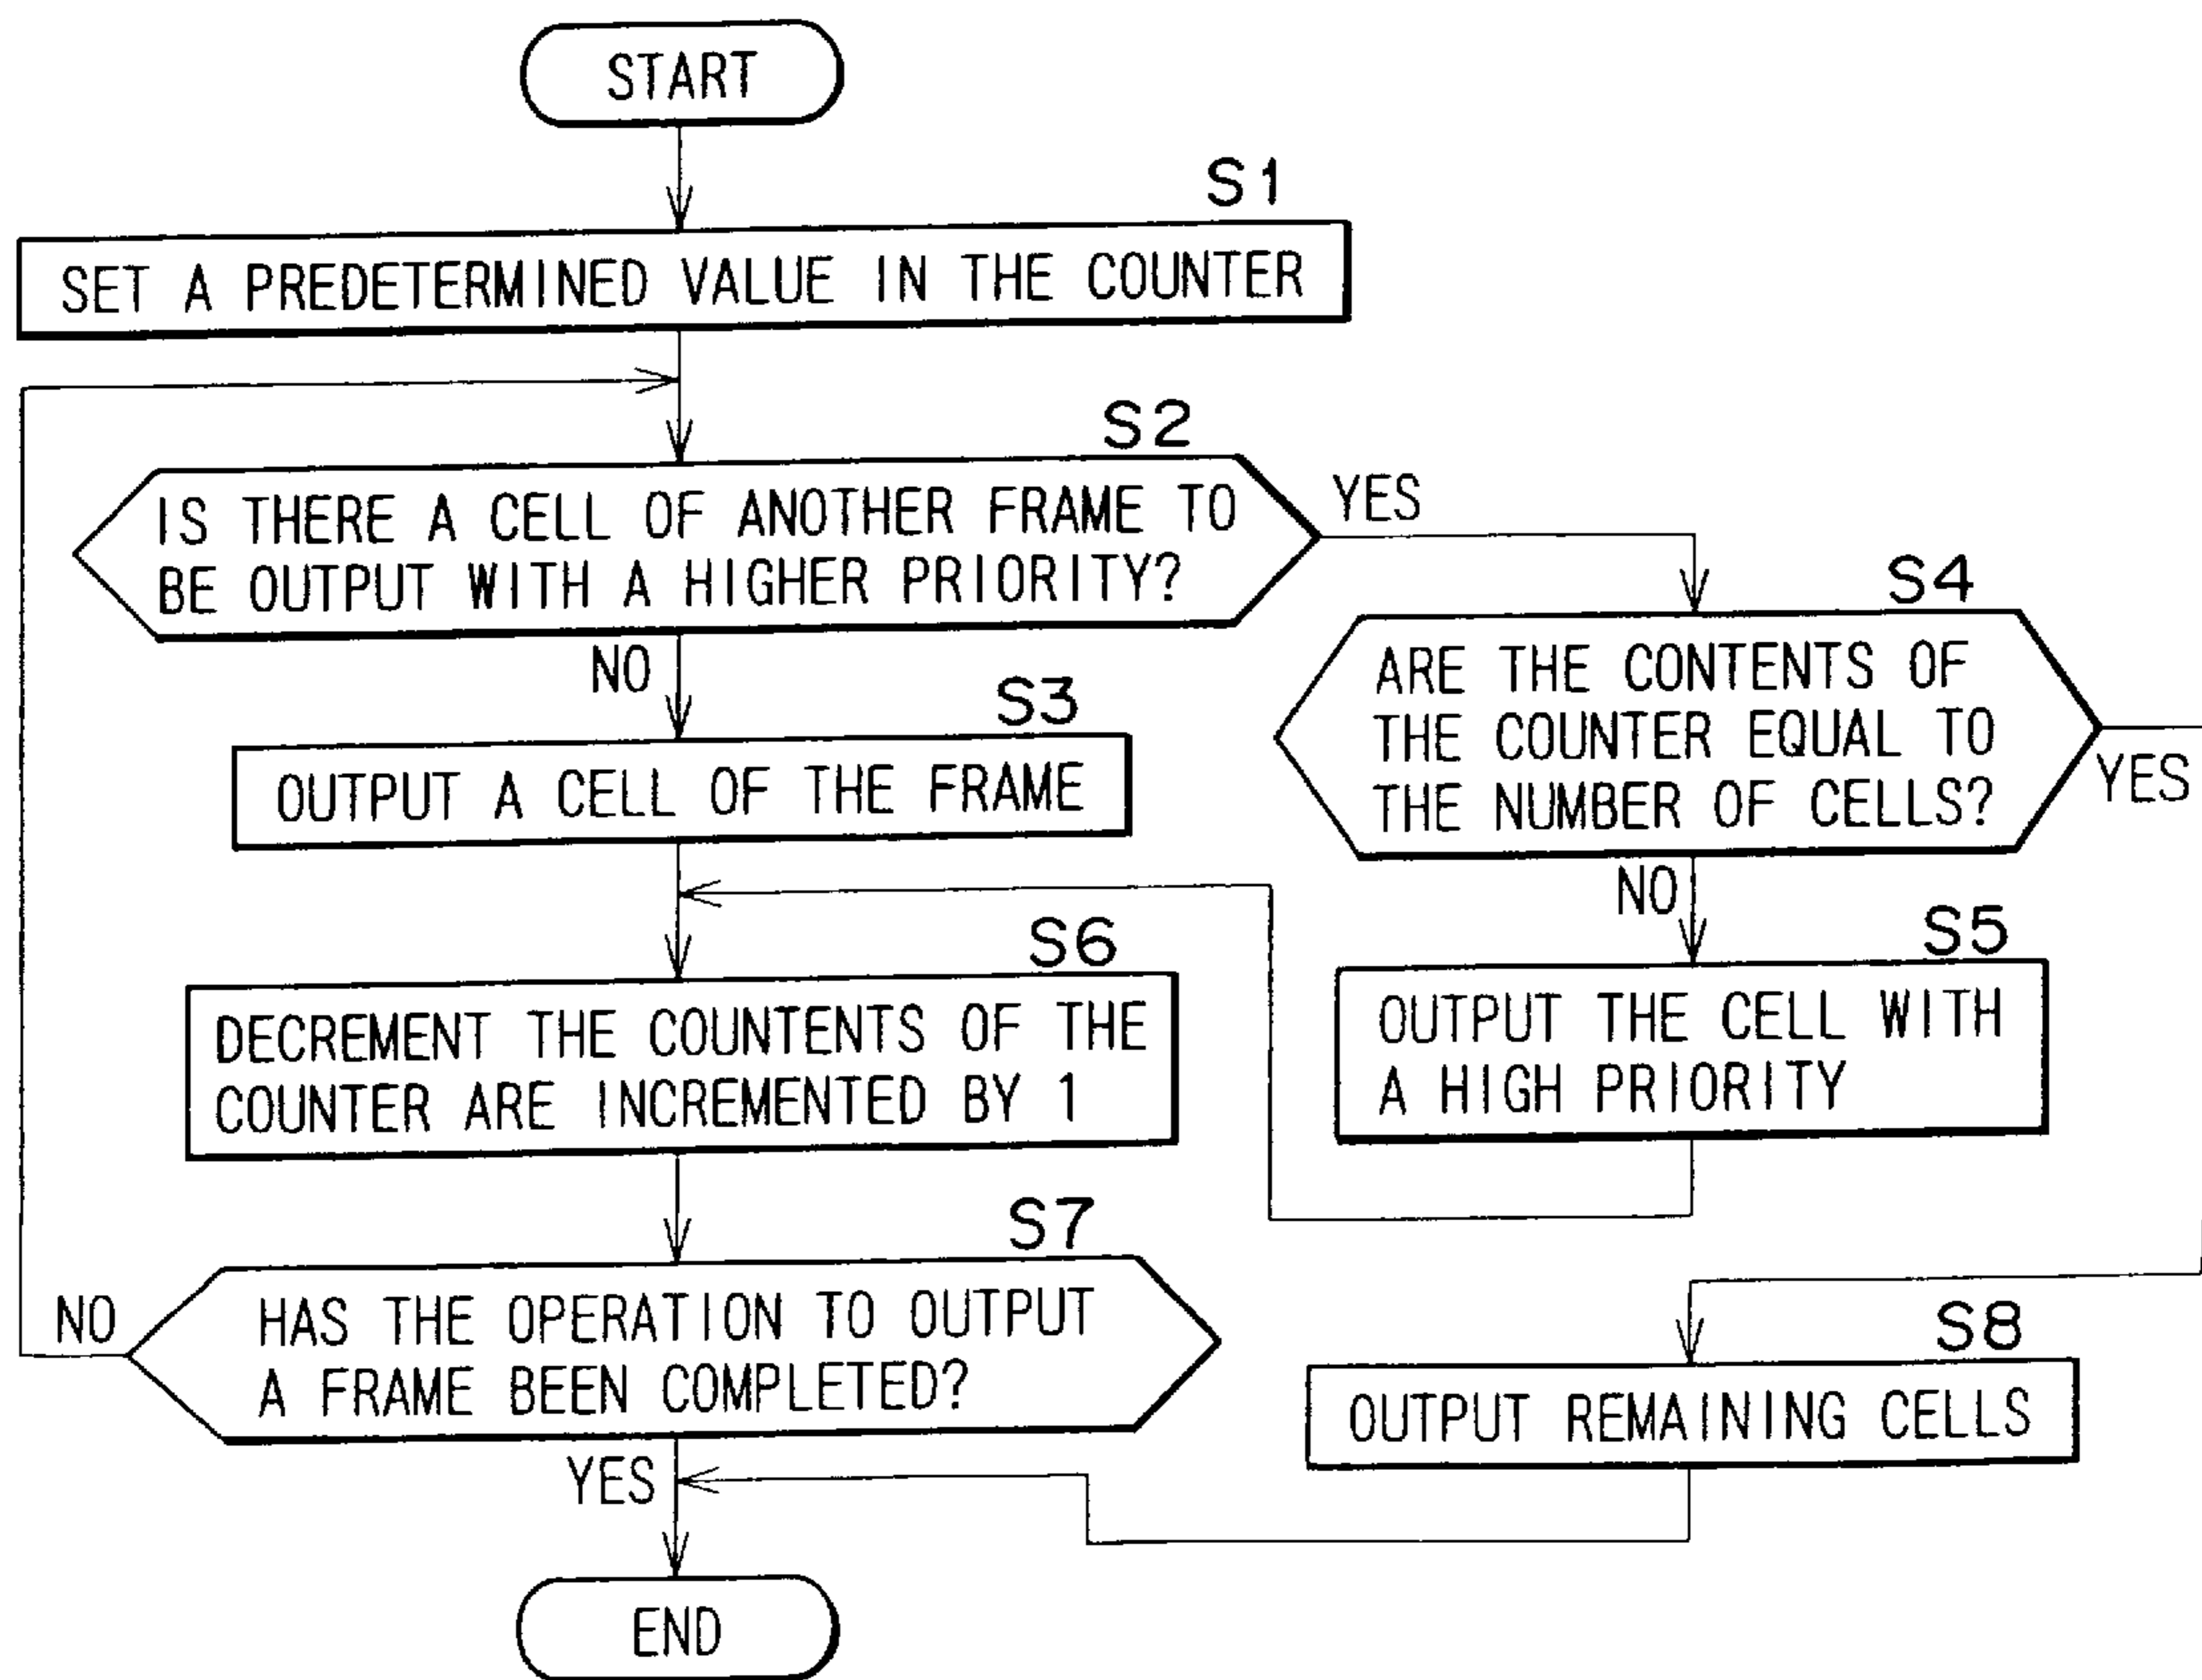 START
S1
SET A PREDETERMINED VALUE IN THE COUNTER
S2
IS THERE A CELL OF ANOTHER FRAME TO
BE OUTPUT WITH A HIGHER PRIORITY?
YES
NO
S3
OUTPUT A CELL OF THE FRAME
S4
ARE THE CONTENTS OF
THE COUNTER EQUAL TO
THE NUMBER OF CELLS?
YES
NO
S5
OUTPUT THE CELL WITH
A HIGH PRIORITY
S6
DECREMENT THE COUNTENTS OF THE
COUNTER ARE INCREMENTED BY 1
S7
HAS THE OPERATION TO OUTPUT
A FRAME BEEN COMPLETED?
NO
YES
S8
OUTPUT REMAINING CELLS
END